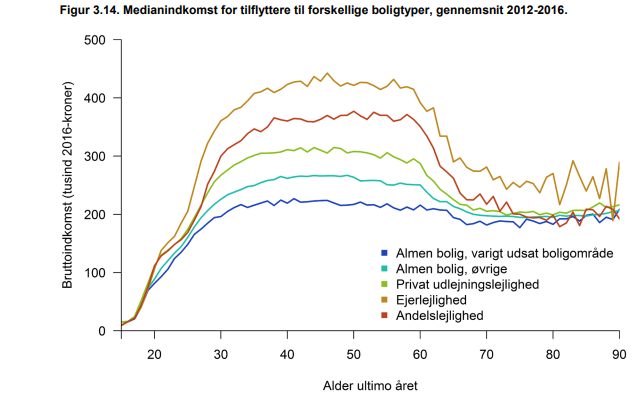 Figur 3.14. Medianindkomst for tilflyttere til forskellige boligtyper, gennemsnit 2012-2016.
500
400
300
200
100
0
Bruttoindkomst (tusind 2016-kroner)
Almen bolig, varigt udsat boligområde
Almen bolig, øvrige
Privat udlejningslejlighed
Ejerlejlighed
Andelslejlighed
20 30 40 50 60 70 80 90
Alder ultimo året